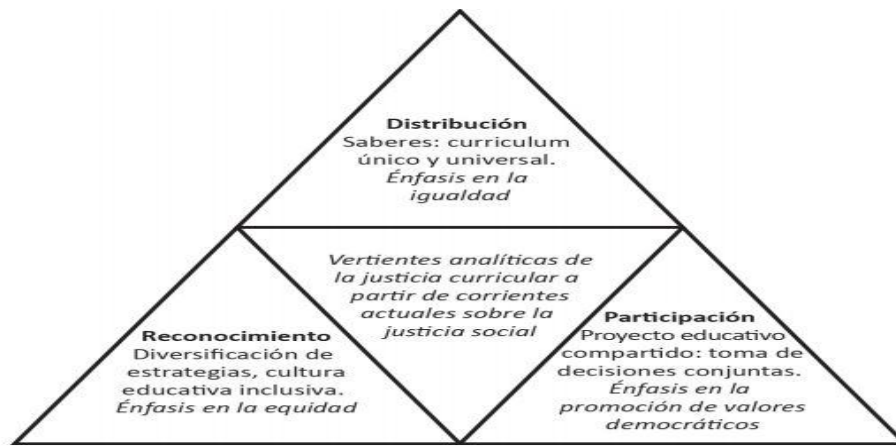 Distribución
Saberes: curriculum
único y universal.
Énfasis en la
igualdad
Vertientes analíticas de
la justicia curricular a
partir de corrientes
actuales sobre la
justicia social
Reconocimiento
Diversificación de
estrategias, cultura
educativa inclusiva.
Énfasis en la equidad
Participación
Proyecto educativo
compartido: toma de
decisiones conjuntas.
Énfasis en la
promoción de valores
democráticos